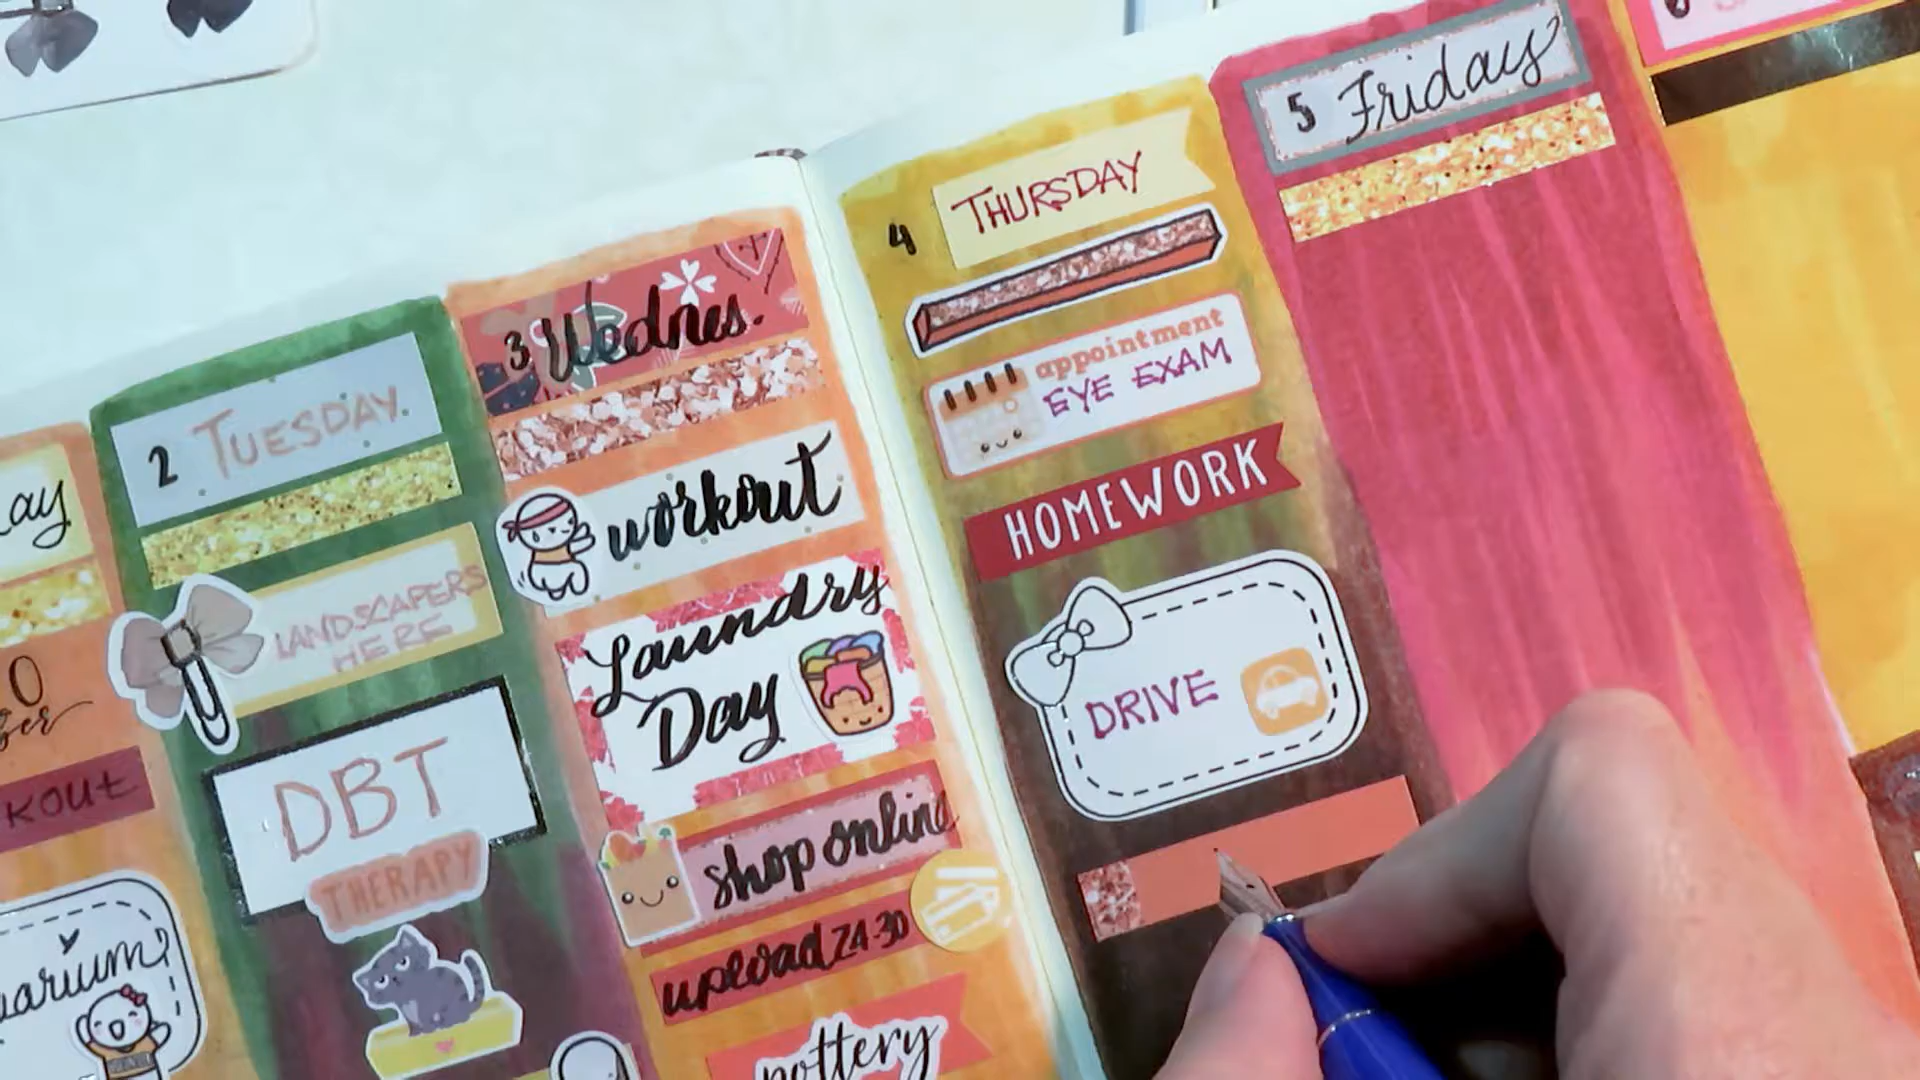 2 TUESDAY
LANDSCAPERS
HERE
DBT
THERAPY
3 Wednes.
workout
Laundry
Day
shop online
upload 24-30
pottery
4 THURSDAY
appointment
EYE EXAM
HOMEWORK
DRIVE
5 Friday